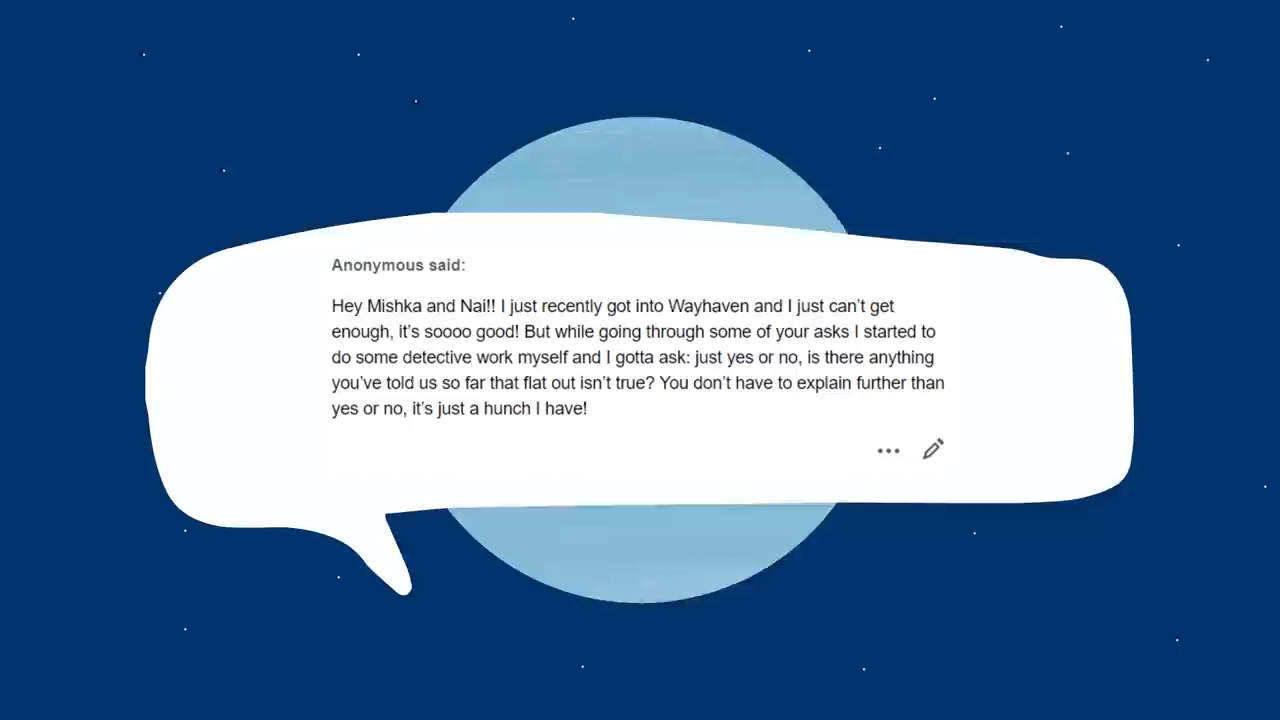 Anonymous said:
Hey Mishka and Nai!! I just recently got into Wayhaven and I just can’t get
enough, it’s soooo good! But while going through some of your asks I started to
do some detective work myself and I gotta ask: just yes or no, is there anything
you’ve told us so far that flat out isn’t true? You don’t have to explain further than
yes or no, it’s just a hunch I have!